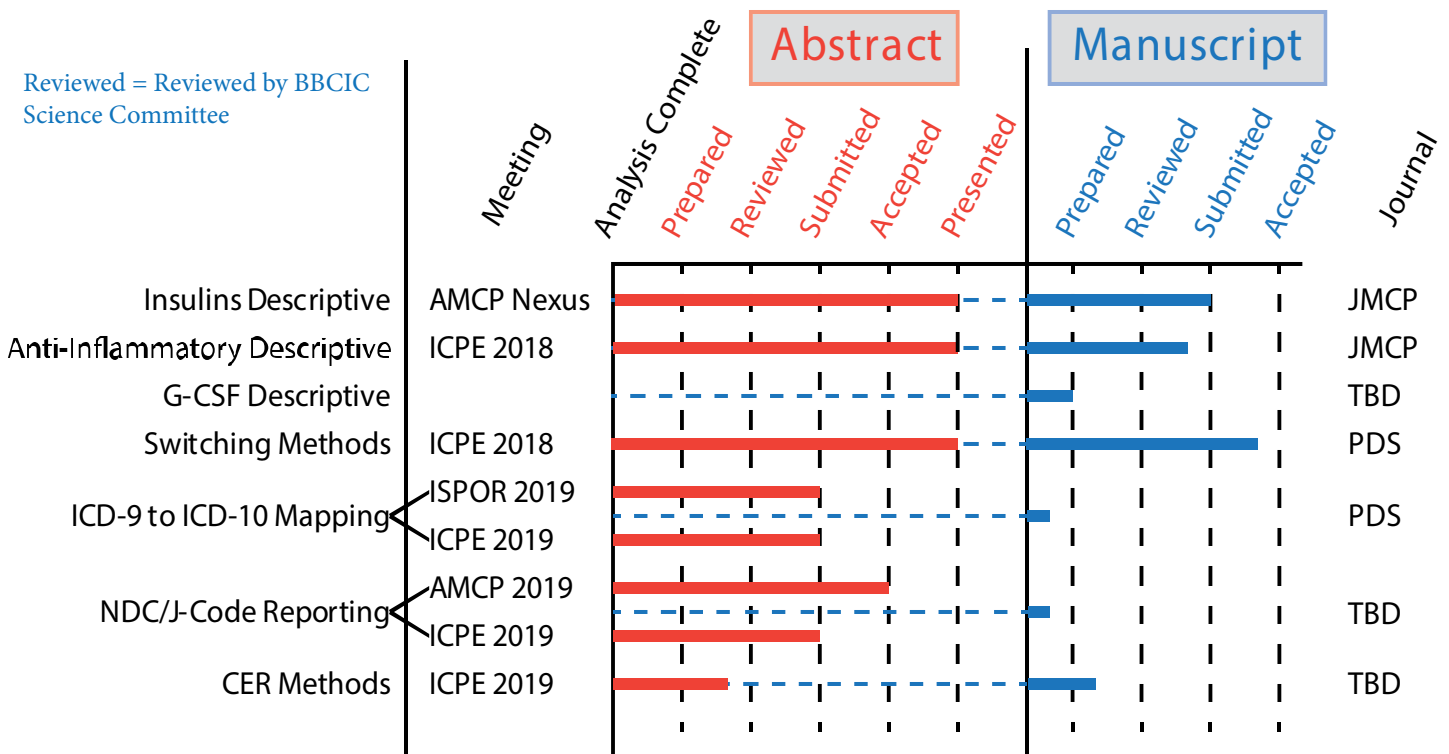 Abstract
Manuscript
Reviewed = Reviewed by BBCIC
Science Committee
Meeting
Analysis Complete
Prepared
Reviewed
Submitted
Accepted
Presented
Prepared
Reviewed
Submitted
Accepted
Journal
Insulins Descriptive AMCP Nexus JMCP
Anti-Inflammatory Descriptive ICPE 2018 JMCP
G-CSF Descriptive TBD
Switching Methods ICPE 2018 PDS
ISPOR 2019
ICD-9 to ICD-10 Mapping PDS
ICPE 2019
AMCP 2019
NDC/J-Code Reporting TBD
ICPE 2019
CER Methods ICPE 2019 TBD